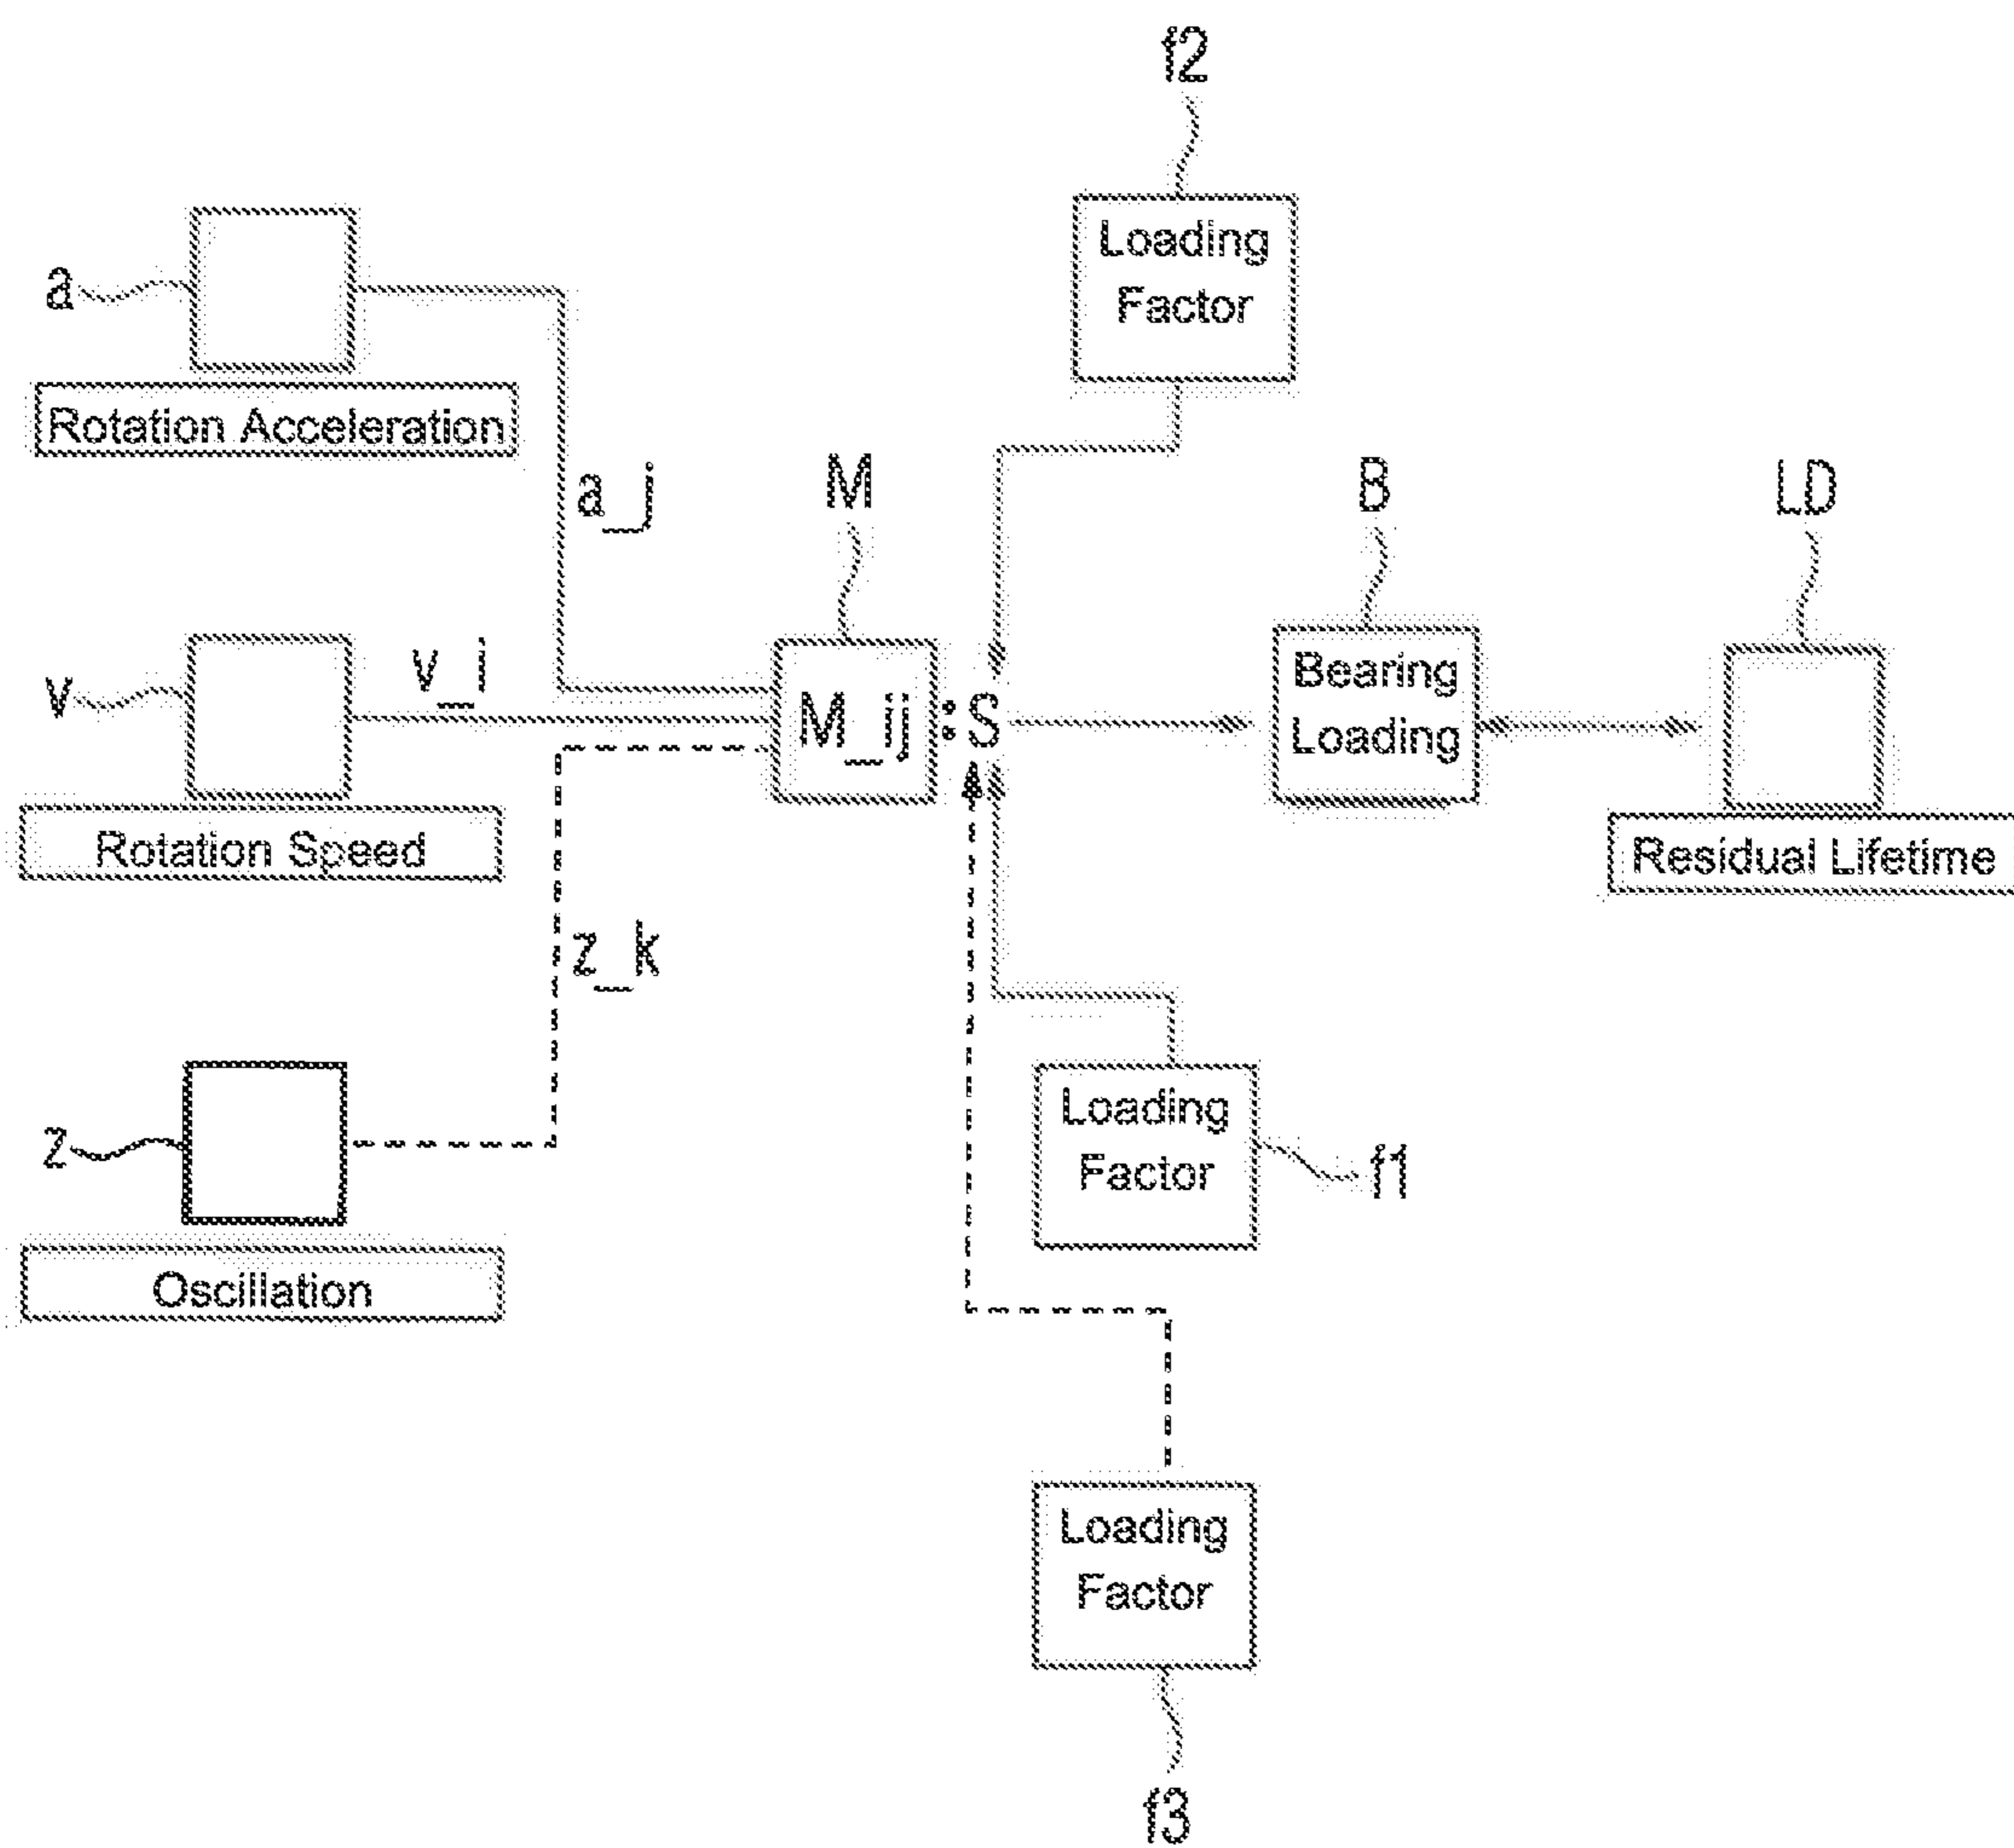 f2
Loading
Factor
a
Rotation Acceleration
a_j
M
B
LD
v
v_i
M_ij
:S
Bearing
Loading
Rotation Speed
Residual Lifetime
z_k
Loading
Factor
f1
z
Oscillation
Loading
Factor
f3